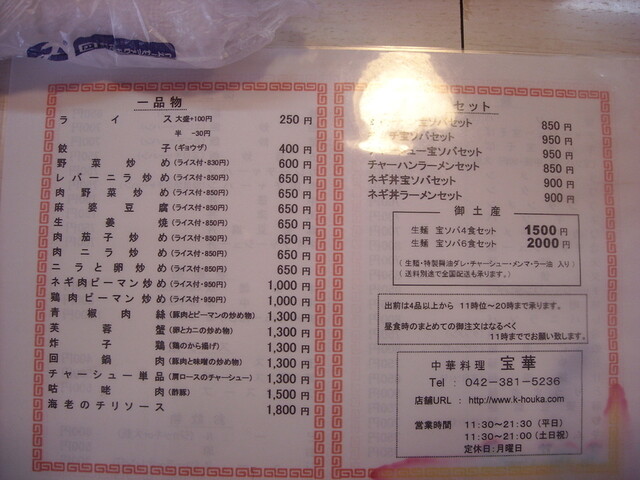 一品物
ライス 大盛+100円 250円
半 -30円
餃子(ギョウザ) 400円
野菜炒め(ライス付・830円) 600円
レバーニラ炒め(ライス付・850円) 650円
肉野菜炒め(ライス付・850円) 650円
麻婆豆腐(ライス付・850円) 650円
生姜焼(ライス付・850円) 650円
肉茄子炒め(ライス付・850円) 650円
肉ニラ炒め(ライス付・850円) 650円
ニラと卵炒め(ライス付・850円) 650円
ネギ肉ピーマン炒め(ライス付・950円) 1,000円
鶏肉ピーマン炒め(ライス付・950円) 1,000円
青椒肉絲(豚肉とピーマンの炒め物) 1,300円
芙蓉蟹(卵とカニの炒め物) 1,300円
炸子鶏(鶏のから揚げ) 1,300円
回鍋肉(豚肉と味噌の炒め物) 1,300円
チャーシュー単品(肩ロースのチャーシュー) 1,300円
咕咾肉(酢豚) 1,500円
海老のチリソース 1,800円
セット
宝ソバセット 850円
宝ソバセット 950円
シュー宝ソバセット 950円
チャーハンラーメンセット 850円
ネギ丼宝ソバセット 900円
ネギ丼ラーメンセット 900円
御土産
生麺 宝ソバ4食セット 1500円
生麺 宝ソバ6食セット 2000円
(生麺・特製醤油ダレ・チャーシュー・メンマ・ラー油 入り)
(送料別途で全国配送も承ります。)
出前は4品以上から 11時位~20時まで承ります。
昼食時のまとめての御注文はなるべく
11時まででお願い致します。
中華料理 宝華
Tel : 042-381-5236
店舗URL : http://www.k-houka.com
営業時間 11:30~21:30 (平日)
11:30~21:00 (土日祝)
定休日:月曜日